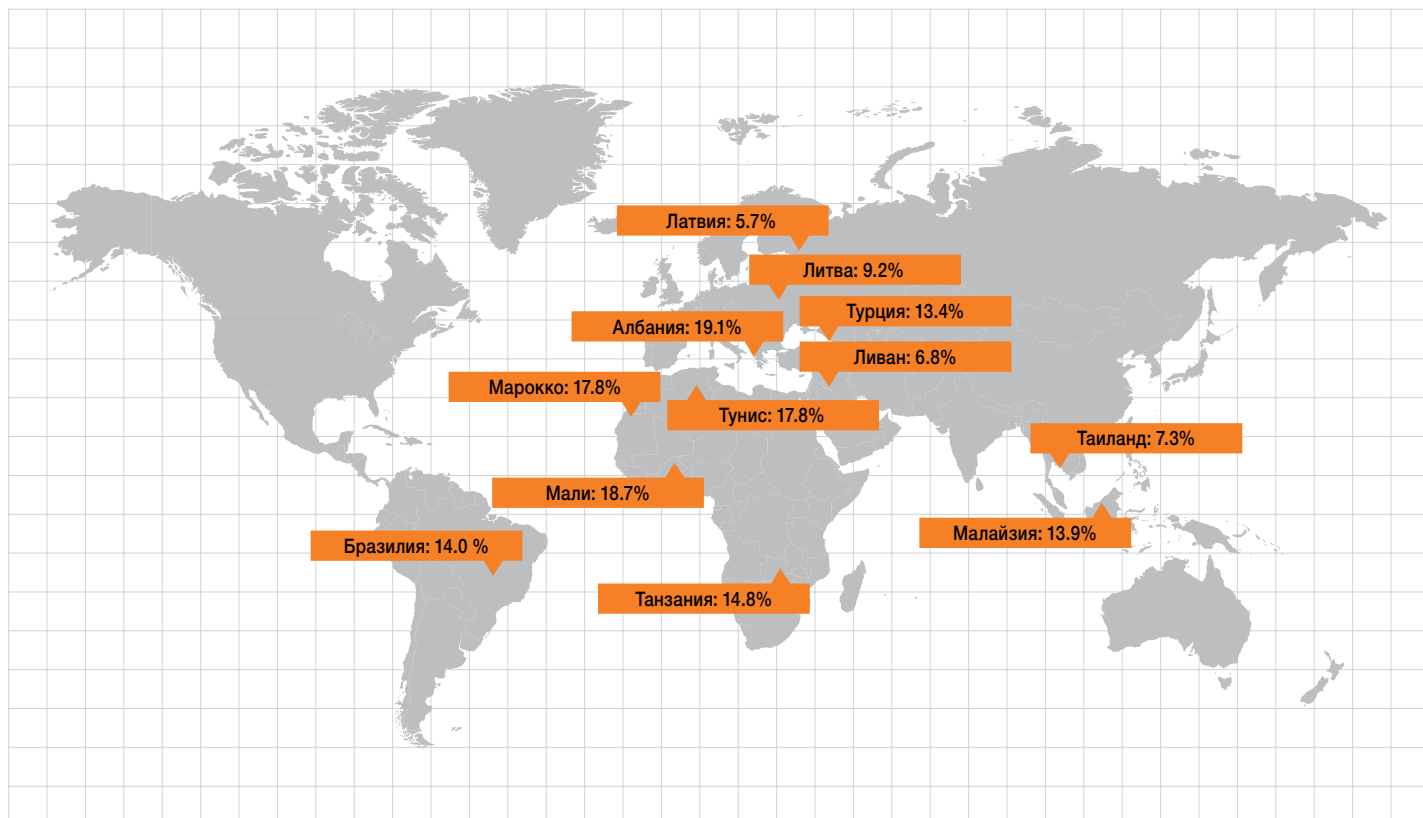 Латвия: 5.7%
Литва: 9.2%
Турция: 13.4%
Албания: 19.1%
Ливан: 6.8%
Марокко: 17.8%
Тунис: 17.8%
Таиланд: 7.3%
Мали: 18.7%
Малайзия: 13.9%
Бразилия: 14.0 %
Танзания: 14.8%